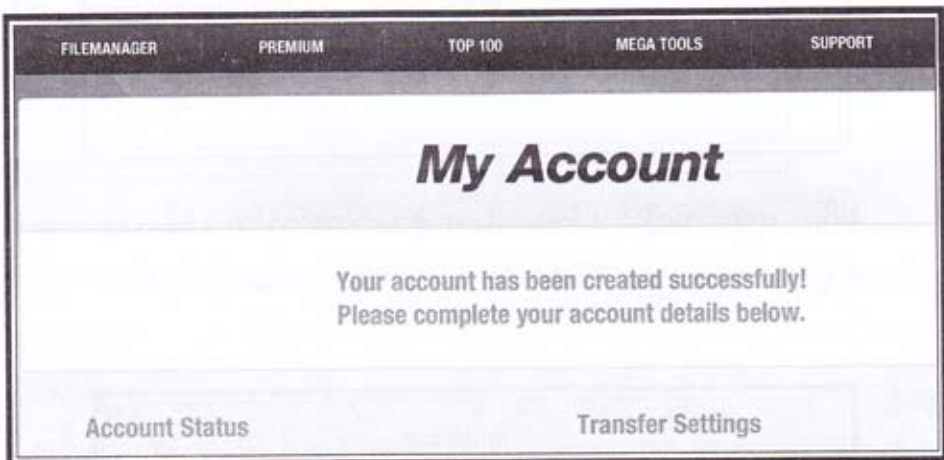 FILEMANAGER PREMIUM TOP 100 MEGA TOOLS SUPPORT
My Account
Your account has been created successfully!
Please complete your account details below.
Account Status Transfer Settings